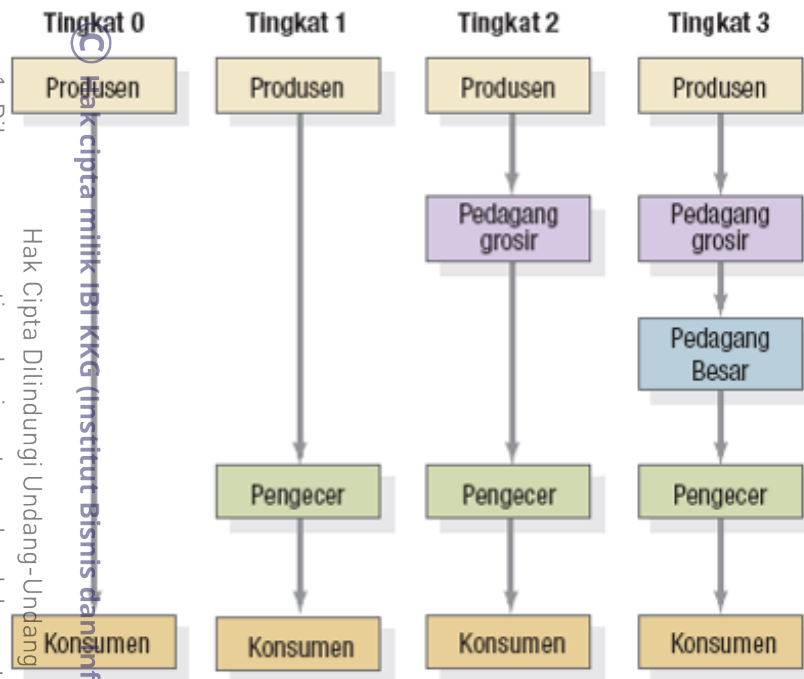 Tingkat 0
Tingkat 1
Tingkat 2
Tingkat 3
Produsen
Produsen
Produsen
Produsen
Pedagang
grosir
Pedagang
grosir
Pedagang
Besar
Pengecer
Pengecer
Pengecer
Konsumen
Konsumen
Konsumen
Konsumen
© Hak cipta milik IBI KKG (Institut Bisnis dan
Hak Cipta Dilindungi Undang-Undang